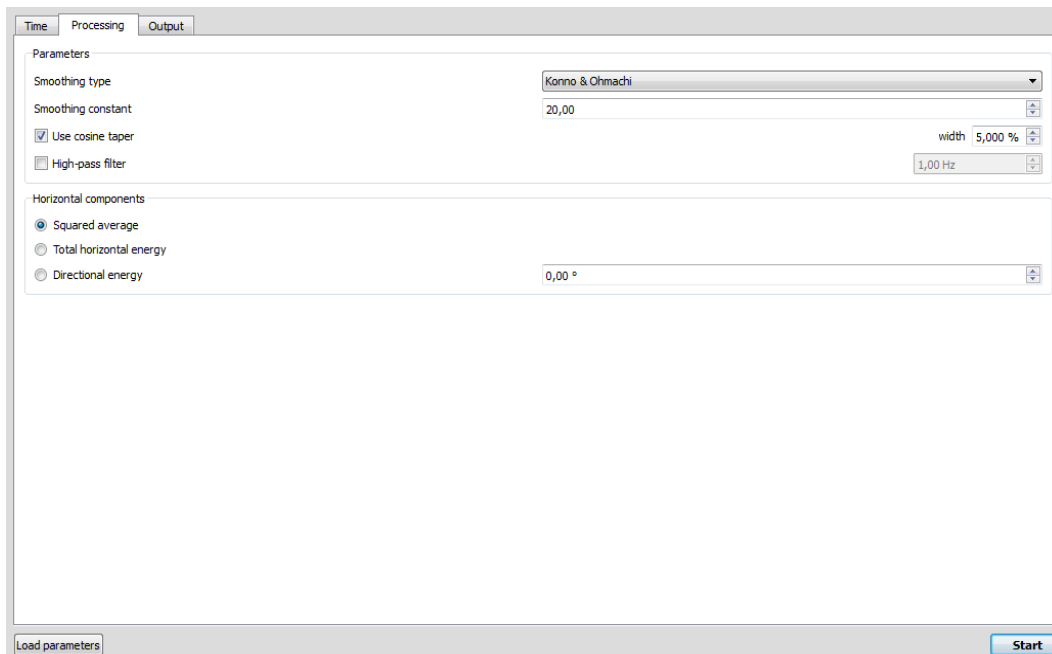 Time Processing Output
Parameters
Smoothing type Konno & Ohmachi
Smoothing constant 20,00
Use cosine taper width 5,000 %
High-pass filter 1,00 Hz
Horizontal components
Squared average
Total horizontal energy
Directional energy 0,00 °
Load parameters Start